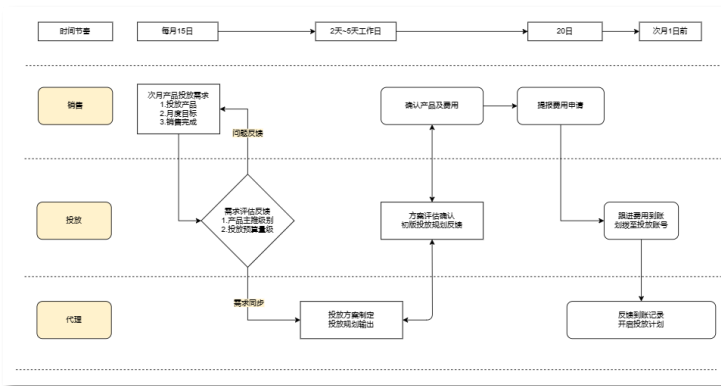 时间节奏
每月15日
2天~5天工作日
20日
次月1日前
销售
次月产品投放需求
1.投放产品
2.月度目标
3.销售完成
确认产品及费用
提报费用申请
问题反馈
投放
需求评估反馈
1.产品主推级别
2.投放预算量级
方案评估确认
初版投放规划反馈
跟进费用到账
划拨至投放账号
需求同步
代理
投放方案制定
投放规划输出
反馈到账记录
开启投放计划